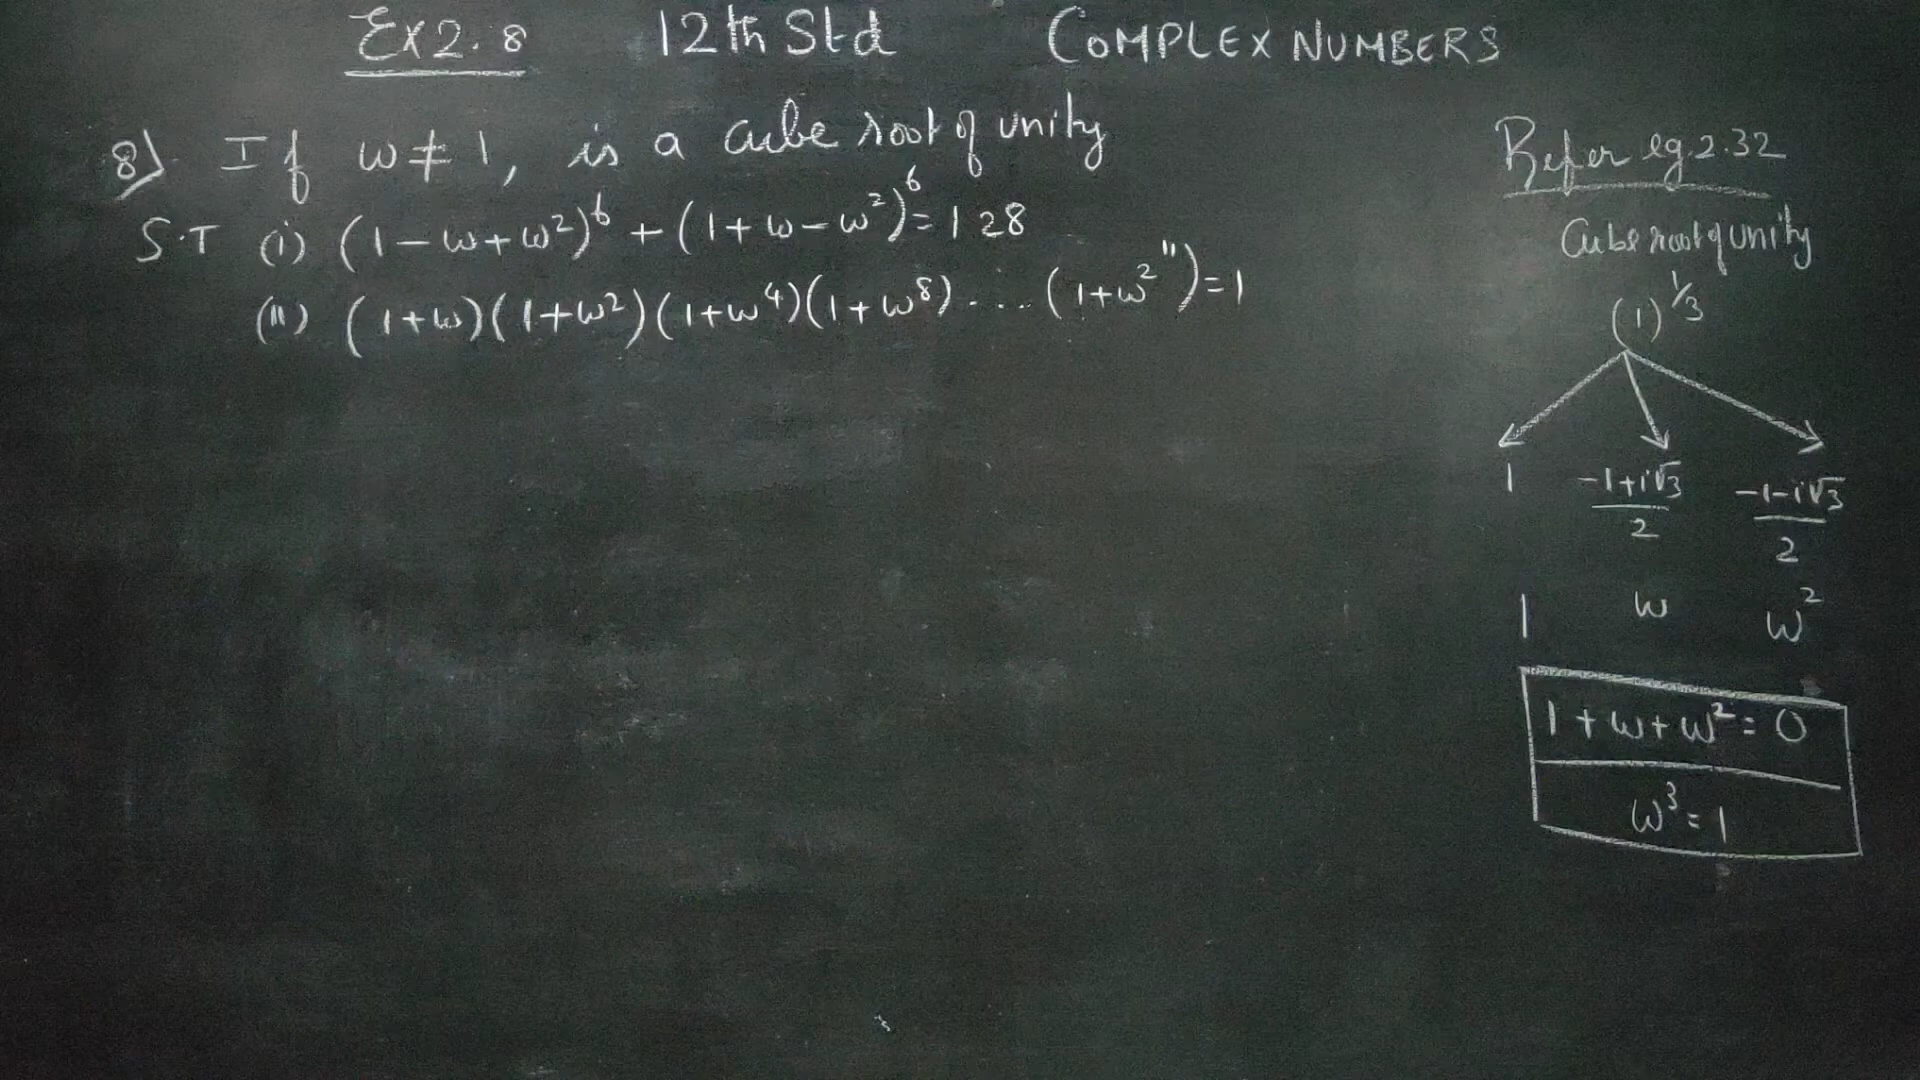 Ex 2.8 12th Std COMPLEX NUMBERS
8) If ω ≠ 1, is a cube root of unity
S.T (i) (1 − ω + ω²)⁶ + (1 + ω − ω²)⁶ = 128
(ii) (1+ω)(1+ω²)(1+ω⁴)(1+ω⁸) .... (1+ω^2^11) = 1
Refer eg.2.32
Cube root of unity
(1)^1/3
1 (-1+i√3)/2 (-1-i√3)/2
1 ω ω²
1 + ω + ω² = 0
ω³ = 1